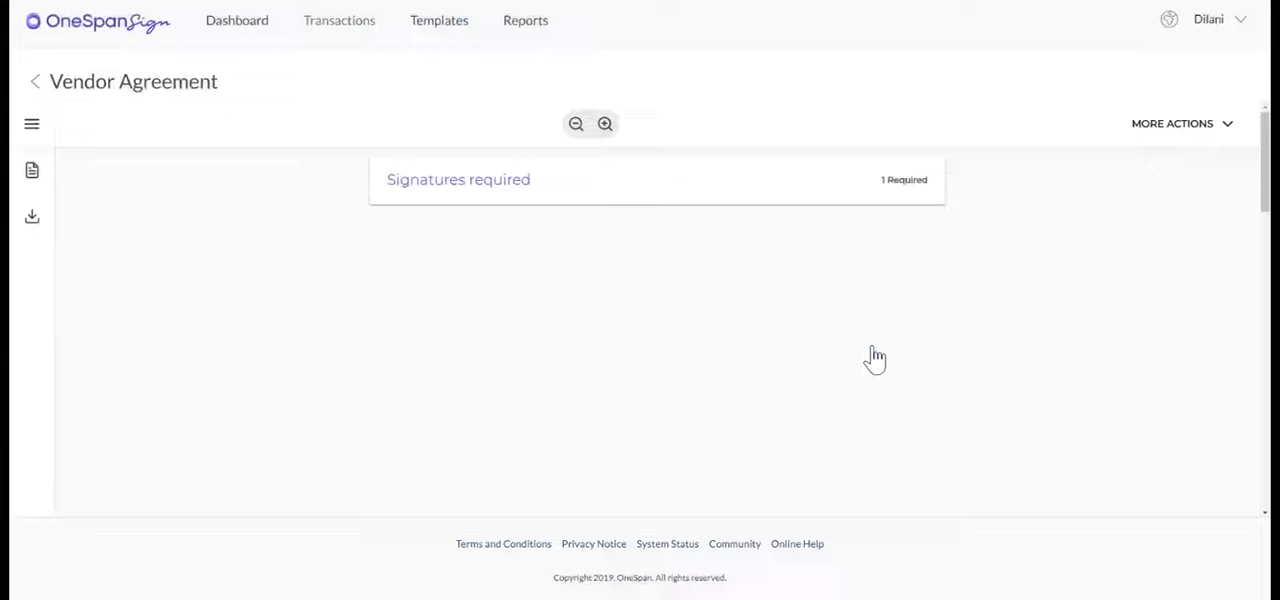 OneSpanSign Dashboard Transactions Templates Reports Dilani
Vendor Agreement
MORE ACTIONS
Signatures required 1 Required
Terms and Conditions Privacy Notice System Status Community Online Help
Copyright 2019, OneSpan. All rights reserved.